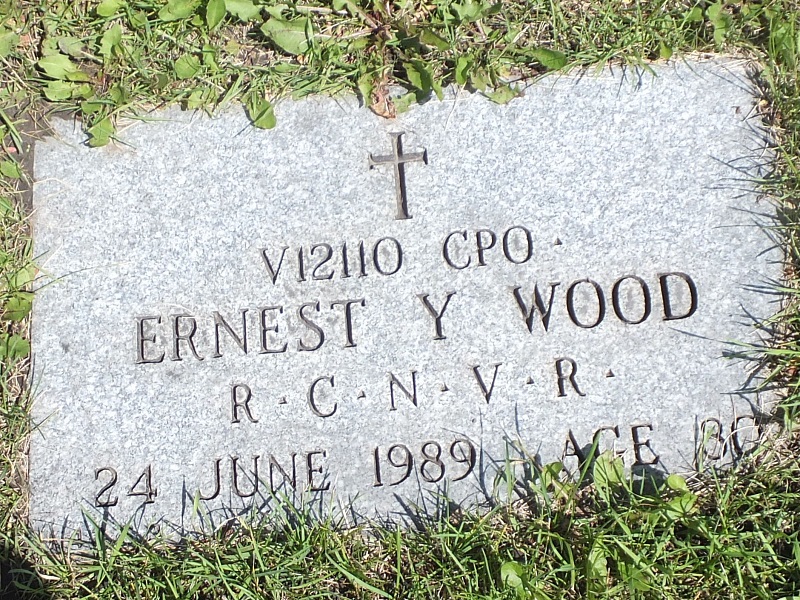 V12110 CPO.
ERNEST Y WOOD
R·C·N·V·R·
24 JUNE 1989 AGE